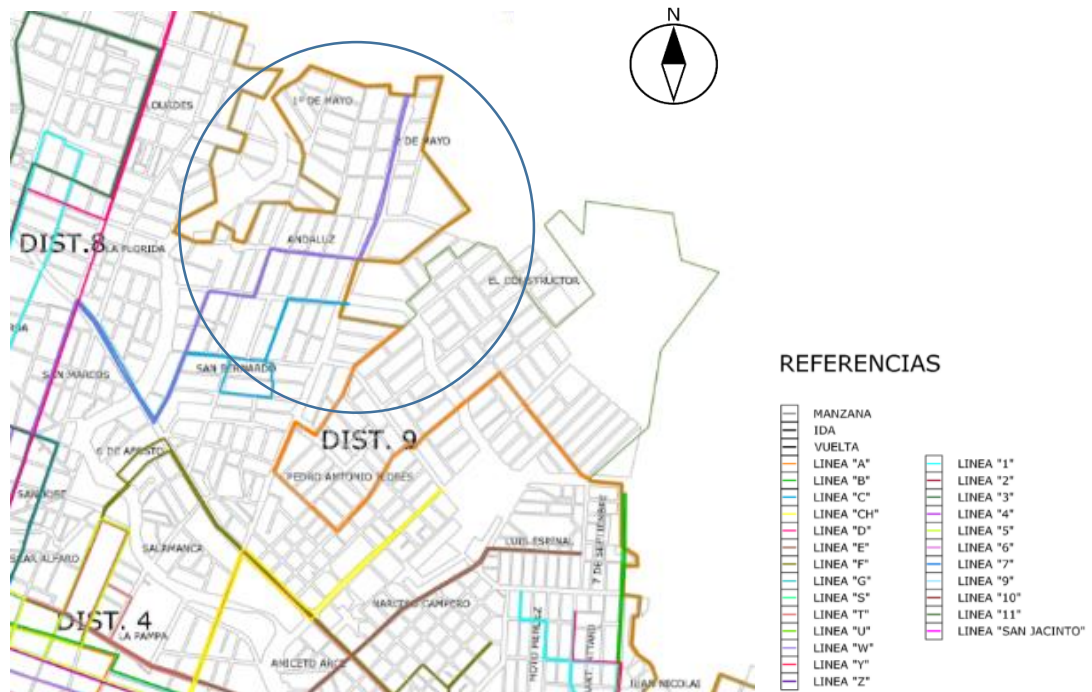 N
1º DE MAYO
DE MAYO
ANDALUZ
DIST.8
LA FLORIDA
EL CONSTRUCTOR
SAN MARCOS
SAN BERNARDO
REFERENCIAS
DIST. 9
6 DE AGOSTO
PEDRO ANTONIO FLORES
SALAMANCA
LUIS ESPINAL
7 DE SEPTIEMBRE
NARCISO CAMPERO
DIST. 4
LA PAMPA
MOTO MENDEZ
ANICETO ARCE
JUAN NICOLAI
MANZANA
IDA
VUELTA
LINEA "A"
LINEA "B"
LINEA "C"
LINEA "CH"
LINEA "D"
LINEA "E"
LINEA "F"
LINEA "G"
LINEA "S"
LINEA "T"
LINEA "U"
LINEA "W"
LINEA "Y"
LINEA "Z"
LINEA "1"
LINEA "2"
LINEA "3"
LINEA "4"
LINEA "5"
LINEA "6"
LINEA "7"
LINEA "9"
LINEA "10"
LINEA "11"
LINEA "SAN JACINTO"